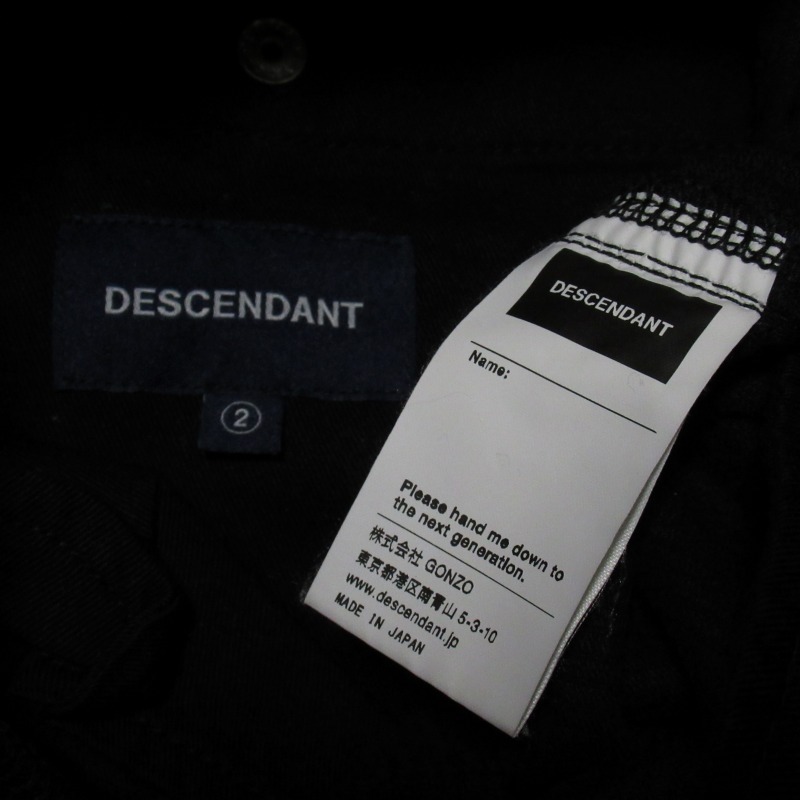 DESCENDANT
2
DESCENDANT
Name:
Please hand me down to
the next generation.
株式会社 GONZO
東京都港区南青山 5-3-10
www.descendant.jp
MADE IN JAPAN